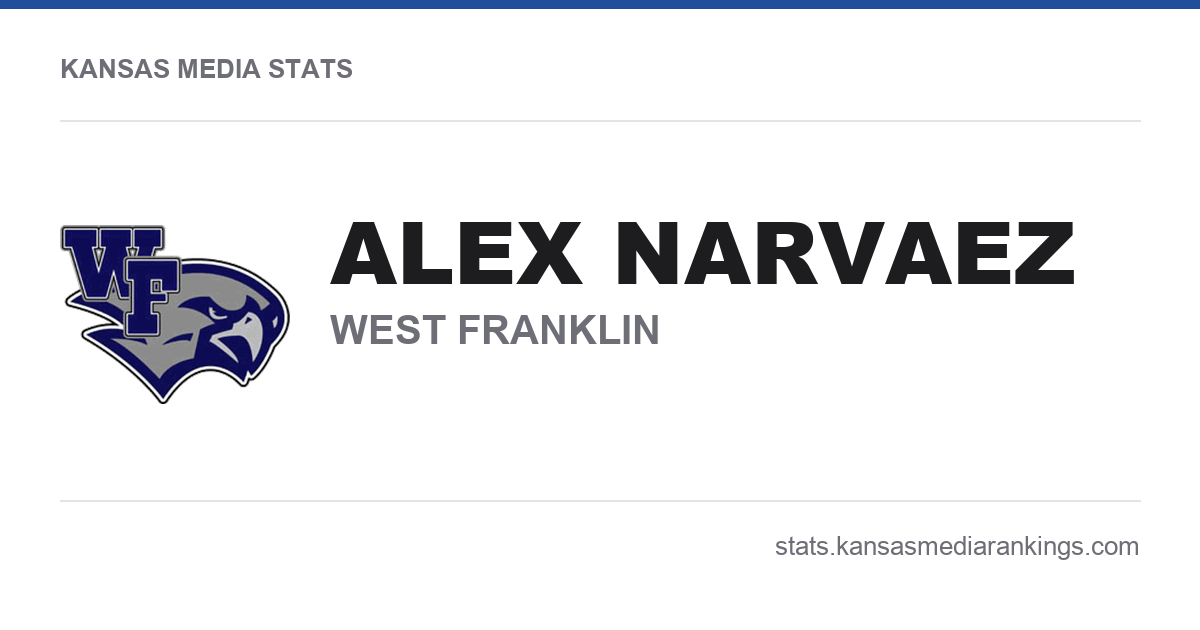 KANSAS MEDIA STATS
WF
ALEX NARVAEZ
WEST FRANKLIN
stats.kansasmediarankings.com